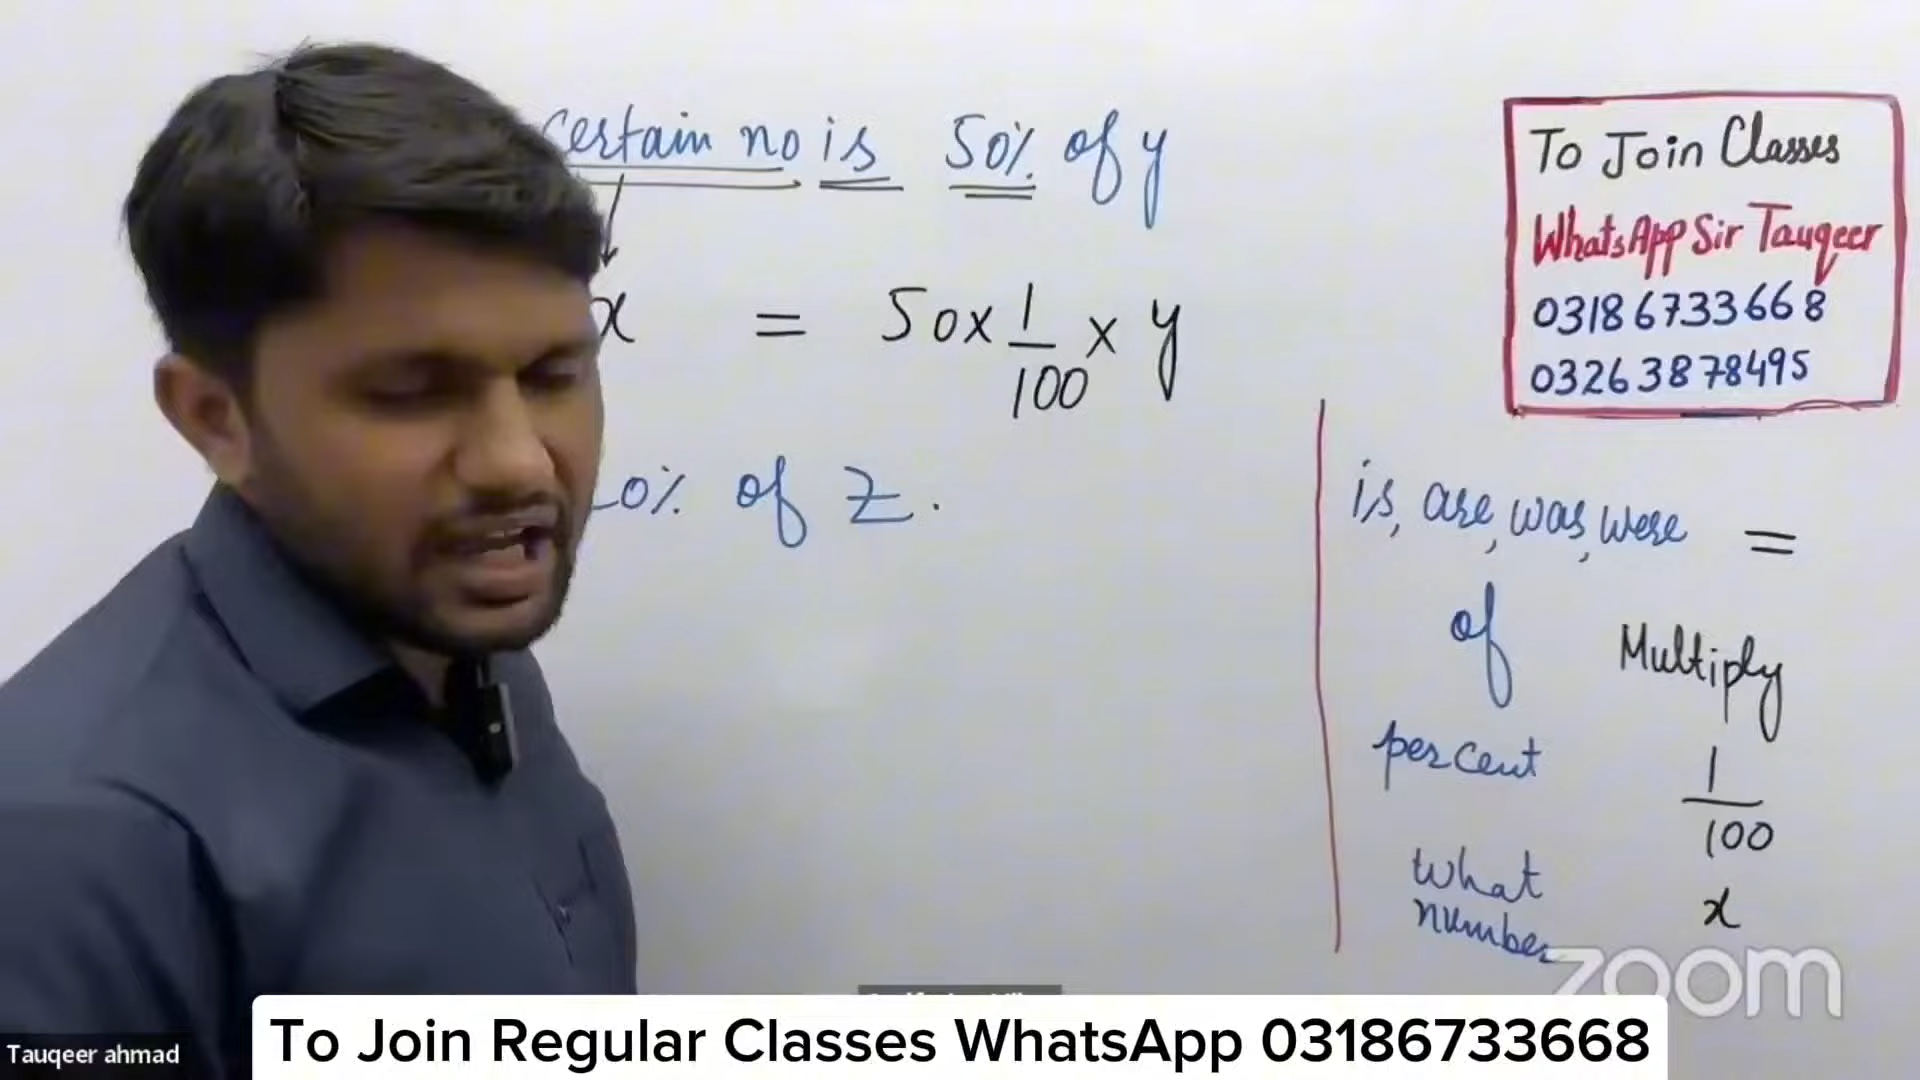 certain no is 50% of y
x = 50 x 1/100 x y
0% of Z.
To Join Classes
WhatsApp Sir Tauqeer
03186733668
03263878495
is, are, was, were =
of Multiply
percent 1/100
what number x
zoom
Tauqeer ahmad
To Join Regular Classes WhatsApp 03186733668